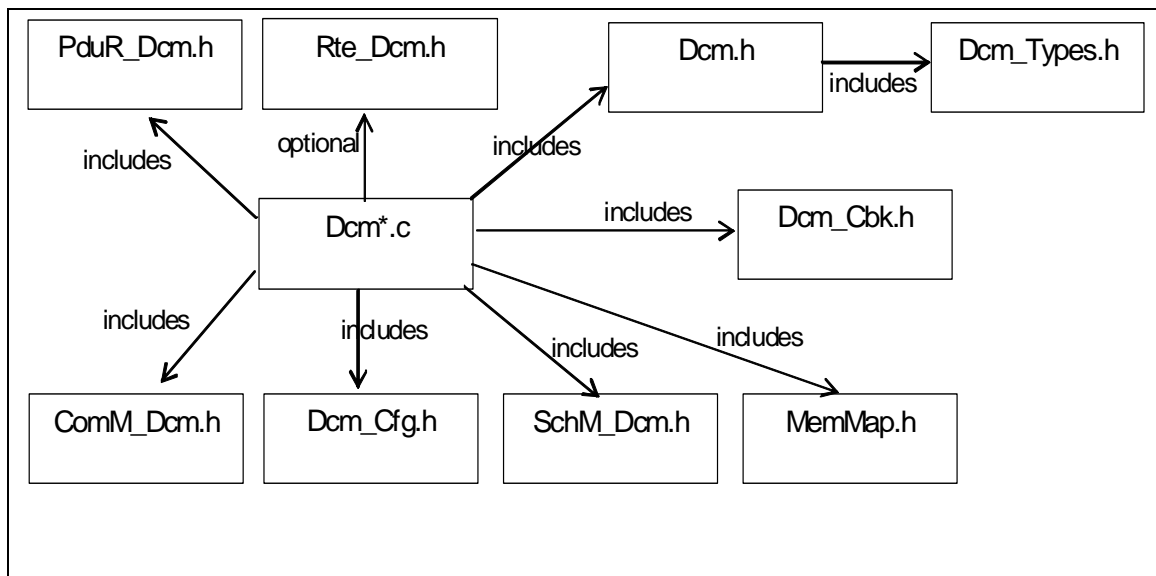 PduR_Dcm.h
Rte_Dcm.h
Dcm.h
Dcm_Types.h
includes
optional
includes
includes
Dcm*.c
includes
Dcm_Cbk.h
includes
includes
includes
includes
ComM_Dcm.h
Dcm_Cfg.h
SchM_Dcm.h
MemMap.h